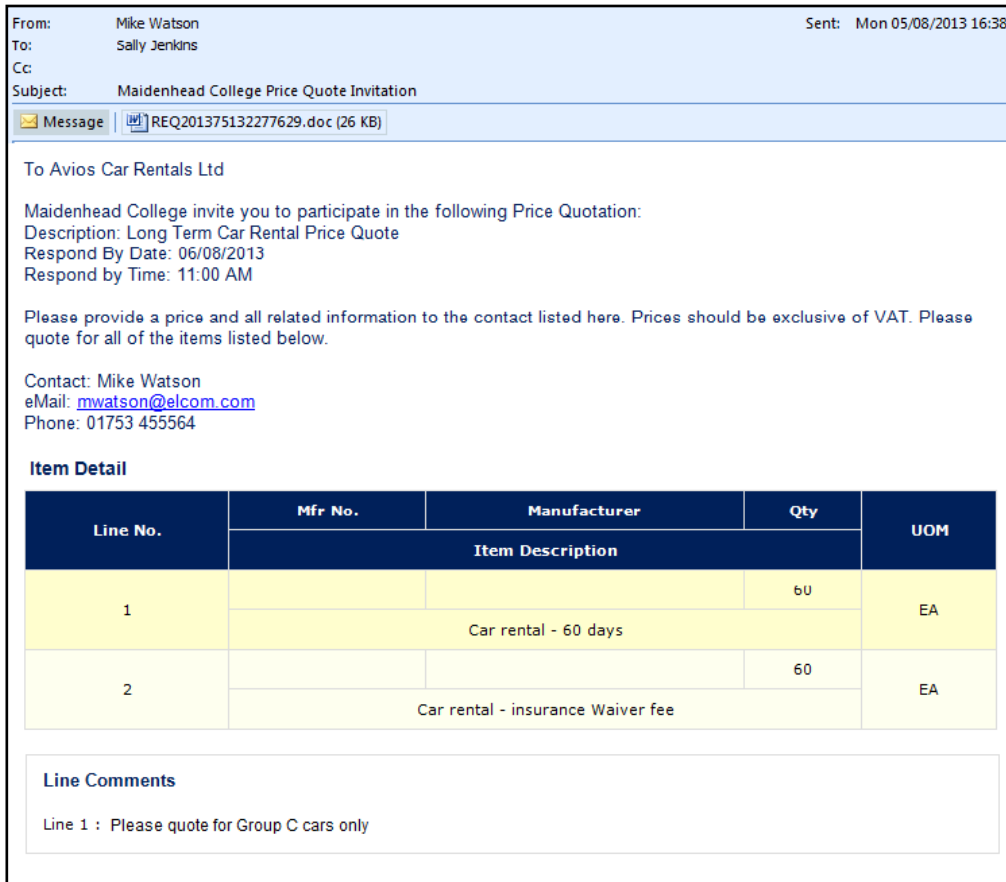 From: Mike Watson Sent: Mon 05/08/2013 16:38
To: Sally Jenkins
Cc:
Subject: Maidenhead College Price Quote Invitation
Message REQ201375132277629.doc (26 KB)
To Avios Car Rentals Ltd
Maidenhead College invite you to participate in the following Price Quotation:
Description: Long Term Car Rental Price Quote
Respond By Date: 06/08/2013
Respond by Time: 11:00 AM
Please provide a price and all related information to the contact listed here. Prices should be exclusive of VAT. Please
quote for all of the items listed below.
Contact: Mike Watson
eMail: mwatson@elcom.com
Phone: 01753 455564
Item Detail
Line No. Mfr No. Manufacturer Qty UOM
Item Description
1 60 EA
Car rental - 60 days
2 60 EA
Car rental - insurance Waiver fee
Line Comments
Line 1 : Please quote for Group C cars only